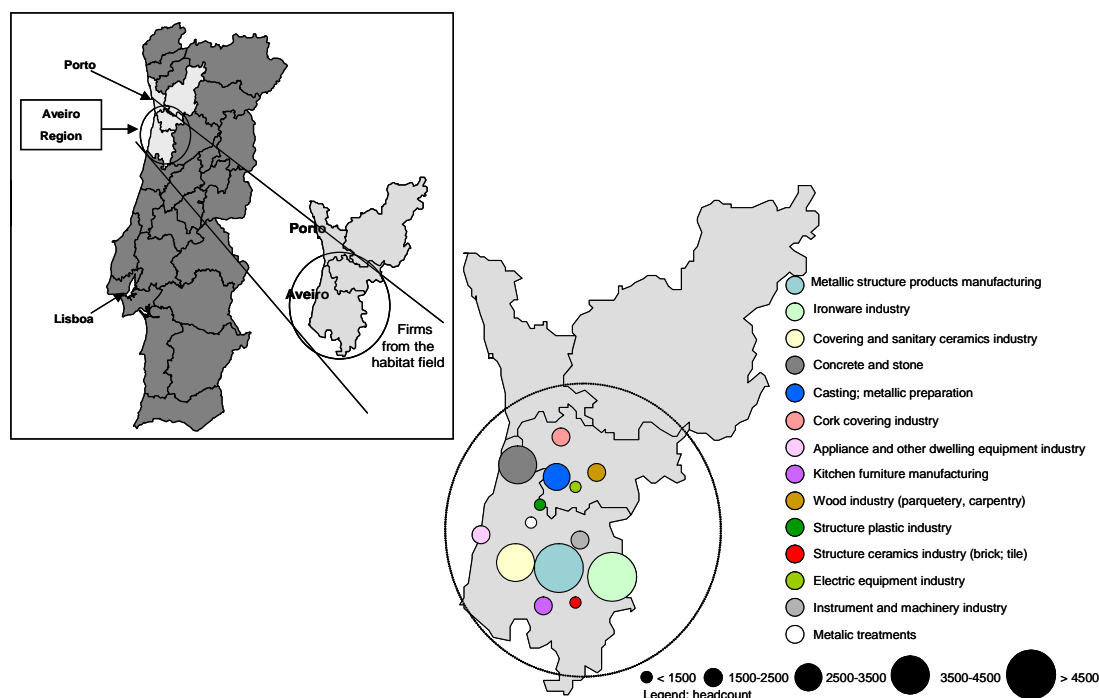 Porto
Aveiro
Region
Lisboa
Porto
Aveiro
Firms
from the
habitat field
Metallic structure products manufacturing
Ironware industry
Covering and sanitary ceramics industry
Concrete and stone
Casting; metallic preparation
Cork covering industry
Appliance and other dwelling equipment industry
Kitchen furniture manufacturing
Wood industry (parquetery, carpentry)
Structure plastic industry
Structure ceramics industry (brick; tile)
Electric equipment industry
Instrument and machinery industry
Metalic treatments
< 1500 1500-2500 2500-3500 3500-4500 > 4500
Legend: headcount